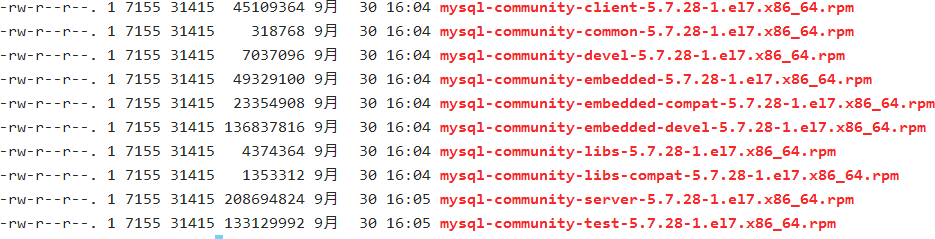 -rw-r--r--. 1 7155 31415  45109364 9月  30 16:04 mysql-community-client-5.7.28-1.el7.x86_64.rpm
-rw-r--r--. 1 7155 31415    318768 9月  30 16:04 mysql-community-common-5.7.28-1.el7.x86_64.rpm
-rw-r--r--. 1 7155 31415   7037096 9月  30 16:04 mysql-community-devel-5.7.28-1.el7.x86_64.rpm
-rw-r--r--. 1 7155 31415  49329100 9月  30 16:04 mysql-community-embedded-5.7.28-1.el7.x86_64.rpm
-rw-r--r--. 1 7155 31415  23354908 9月  30 16:04 mysql-community-embedded-compat-5.7.28-1.el7.x86_64.rpm
-rw-r--r--. 1 7155 31415 136837816 9月  30 16:04 mysql-community-embedded-devel-5.7.28-1.el7.x86_64.rpm
-rw-r--r--. 1 7155 31415   4374364 9月  30 16:04 mysql-community-libs-5.7.28-1.el7.x86_64.rpm
-rw-r--r--. 1 7155 31415   1353312 9月  30 16:04 mysql-community-libs-compat-5.7.28-1.el7.x86_64.rpm
-rw-r--r--. 1 7155 31415 208694824 9月  30 16:05 mysql-community-server-5.7.28-1.el7.x86_64.rpm
-rw-r--r--. 1 7155 31415 133129992 9月  30 16:05 mysql-community-test-5.7.28-1.el7.x86_64.rpm